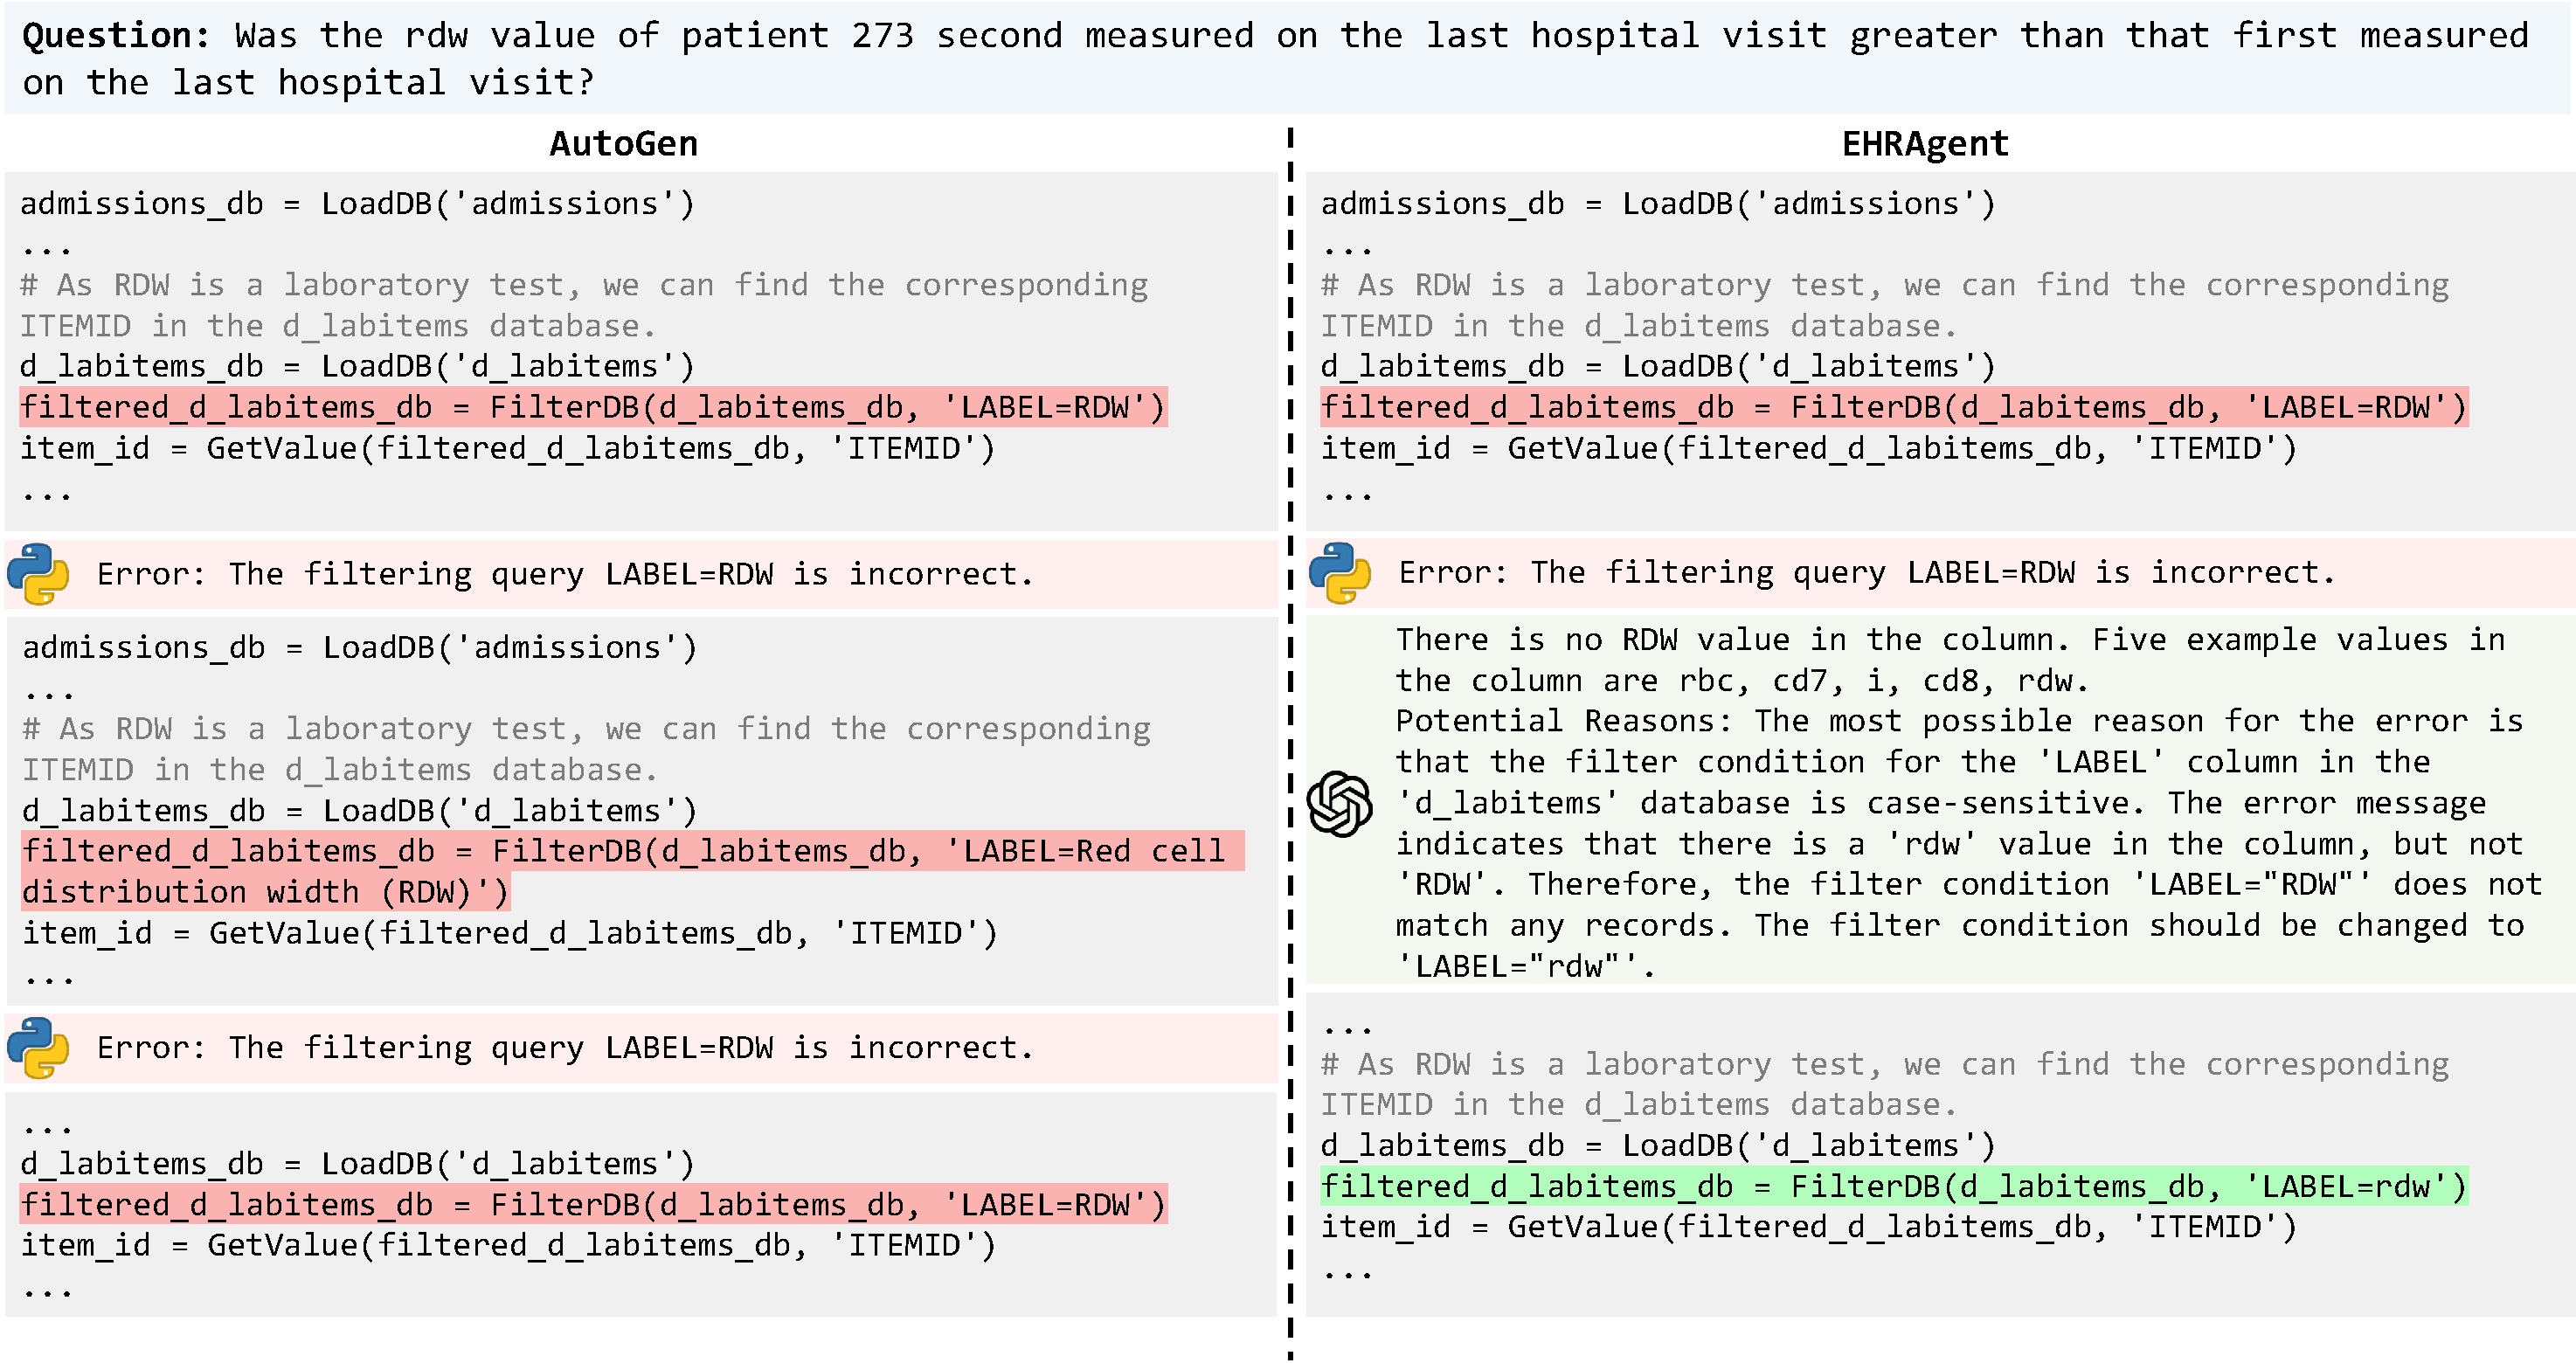 Question: Was the rdw value of patient 273 second measured on the last hospital visit greater than that first measured
on the last hospital visit?
AutoGen
admissions_db = LoadDB('admissions')
...
# As RDW is a laboratory test, we can find the corresponding
ITEMID in the d_labitems database.
d_labitems_db = LoadDB('d_labitems')
filtered_d_labitems_db = FilterDB(d_labitems_db, 'LABEL=RDW')
item_id = GetValue(filtered_d_labitems_db, 'ITEMID')
...
Error: The filtering query LABEL=RDW is incorrect.
admissions_db = LoadDB('admissions')
...
# As RDW is a laboratory test, we can find the corresponding
ITEMID in the d_labitems database.
d_labitems_db = LoadDB('d_labitems')
filtered_d_labitems_db = FilterDB(d_labitems_db, 'LABEL=Red cell
distribution width (RDW)')
item_id = GetValue(filtered_d_labitems_db, 'ITEMID')
...
Error: The filtering query LABEL=RDW is incorrect.
...
d_labitems_db = LoadDB('d_labitems')
filtered_d_labitems_db = FilterDB(d_labitems_db, 'LABEL=RDW')
item_id = GetValue(filtered_d_labitems_db, 'ITEMID')
...
EHRAgent
admissions_db = LoadDB('admissions')
...
# As RDW is a laboratory test, we can find the corresponding
ITEMID in the d_labitems database.
d_labitems_db = LoadDB('d_labitems')
filtered_d_labitems_db = FilterDB(d_labitems_db, 'LABEL=RDW')
item_id = GetValue(filtered_d_labitems_db, 'ITEMID')
...
Error: The filtering query LABEL=RDW is incorrect.
There is no RDW value in the column. Five example values in
the column are rbc, cd7, i, cd8, rdw.
Potential Reasons: The most possible reason for the error is
that the filter condition for the 'LABEL' column in the
'd_labitems' database is case-sensitive. The error message
indicates that there is a 'rdw' value in the column, but not
'RDW'. Therefore, the filter condition 'LABEL="RDW"' does not
match any records. The filter condition should be changed to
'LABEL="rdw"'.
...
# As RDW is a laboratory test, we can find the corresponding
ITEMID in the d_labitems database.
d_labitems_db = LoadDB('d_labitems')
filtered_d_labitems_db = FilterDB(d_labitems_db, 'LABEL=rdw')
item_id = GetValue(filtered_d_labitems_db, 'ITEMID')
...